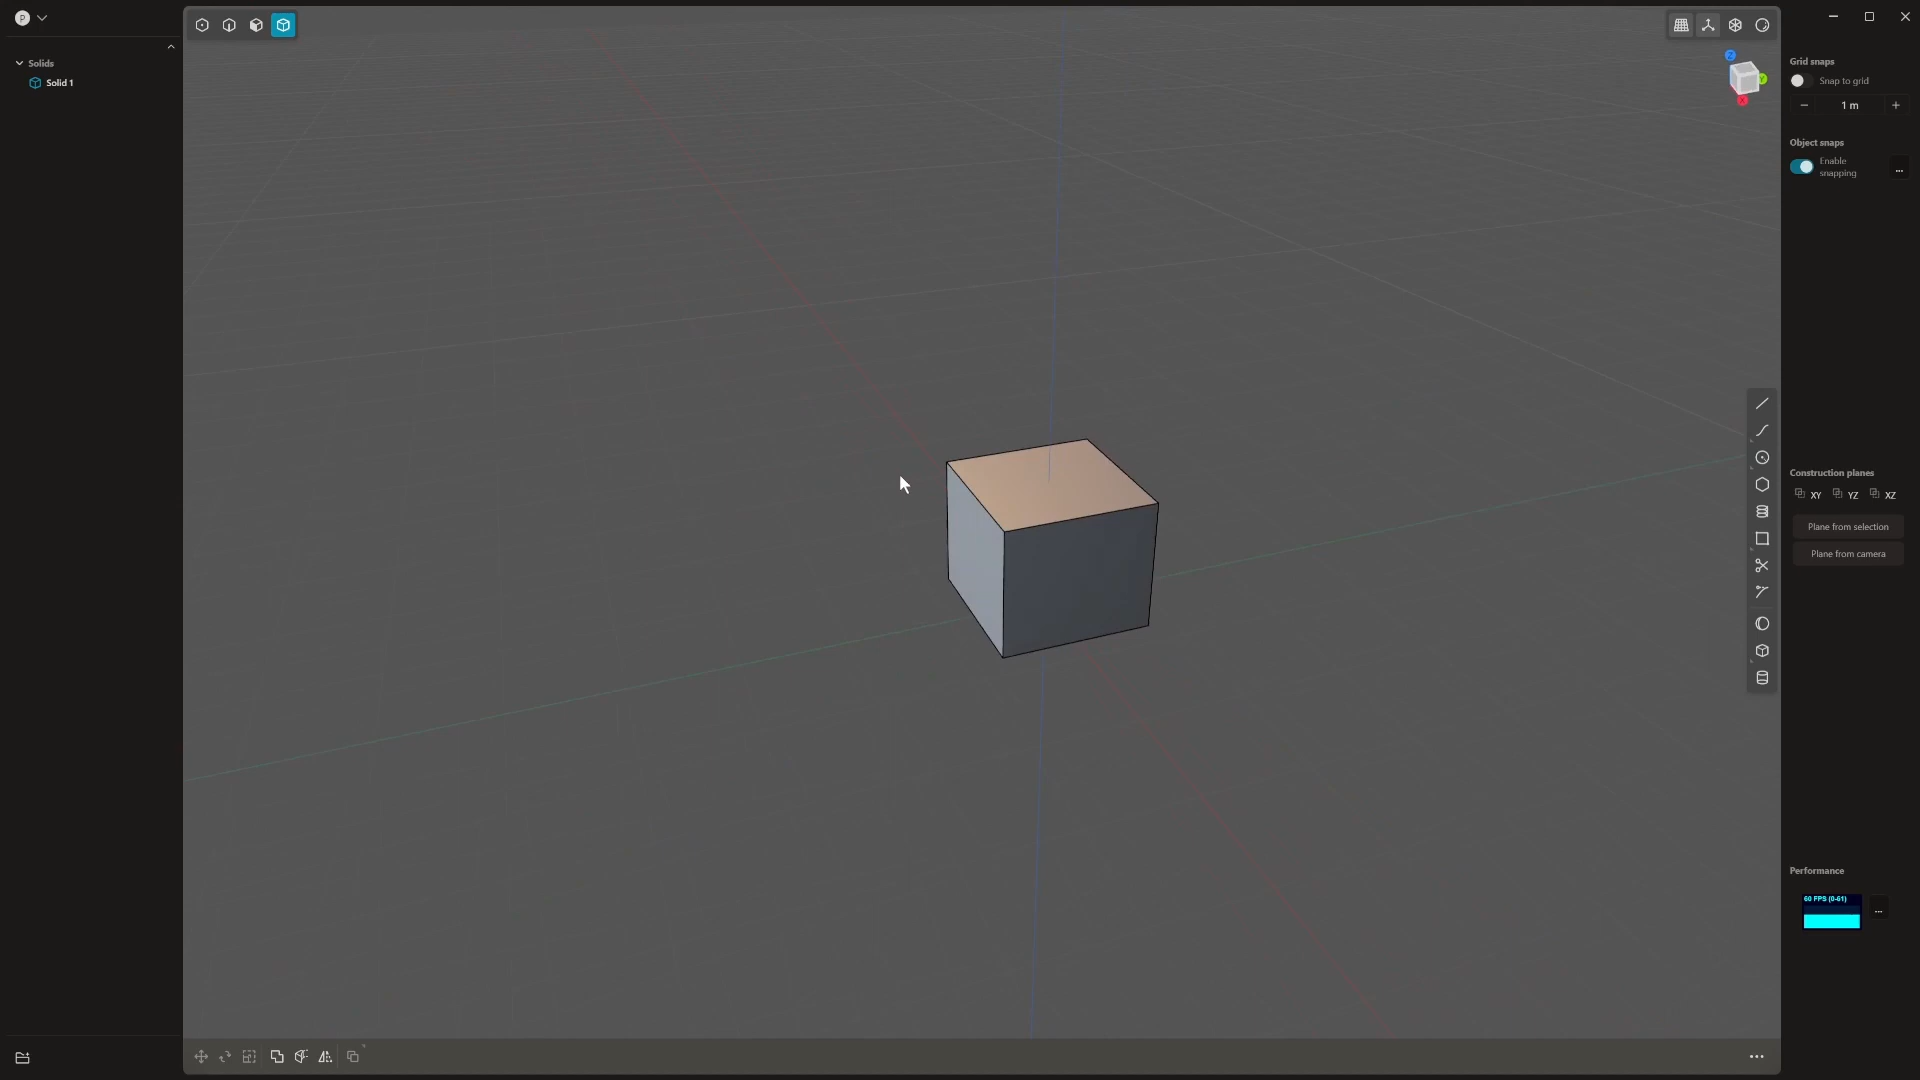 P
Solids
Solid 1
Z
Y
X
Grid snaps
Snap to grid
1 m
Object snaps
Enable
snapping
...
Construction planes
XY
YZ
XZ
Plane from selection
Plane from camera
Performance
60 FPS (0-61)
...